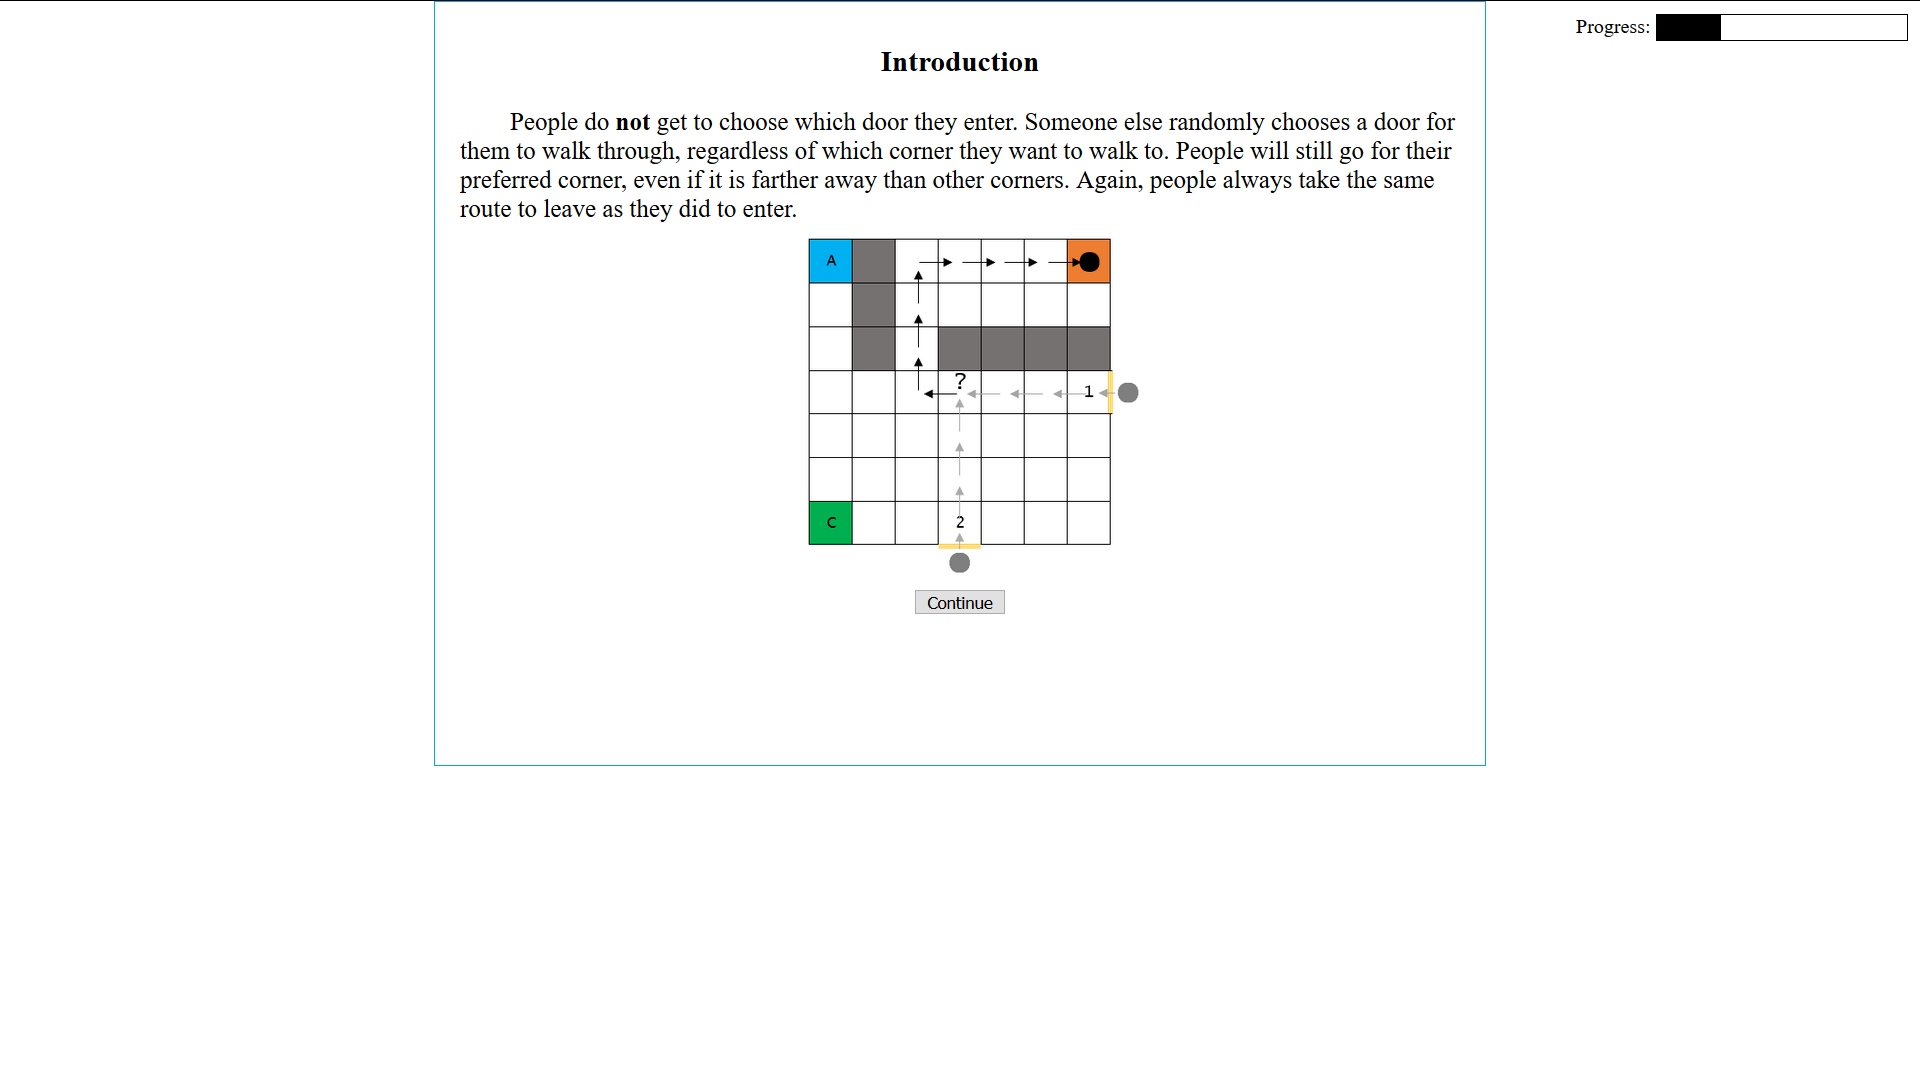 Progress:
Introduction
People do not get to choose which door they enter. Someone else randomly chooses a door for
them to walk through, regardless of which corner they want to walk to. People will still go for their
preferred corner, even if it is farther away than other corners. Again, people always take the same
route to leave as they did to enter.
A
?
1
C
2
Continue